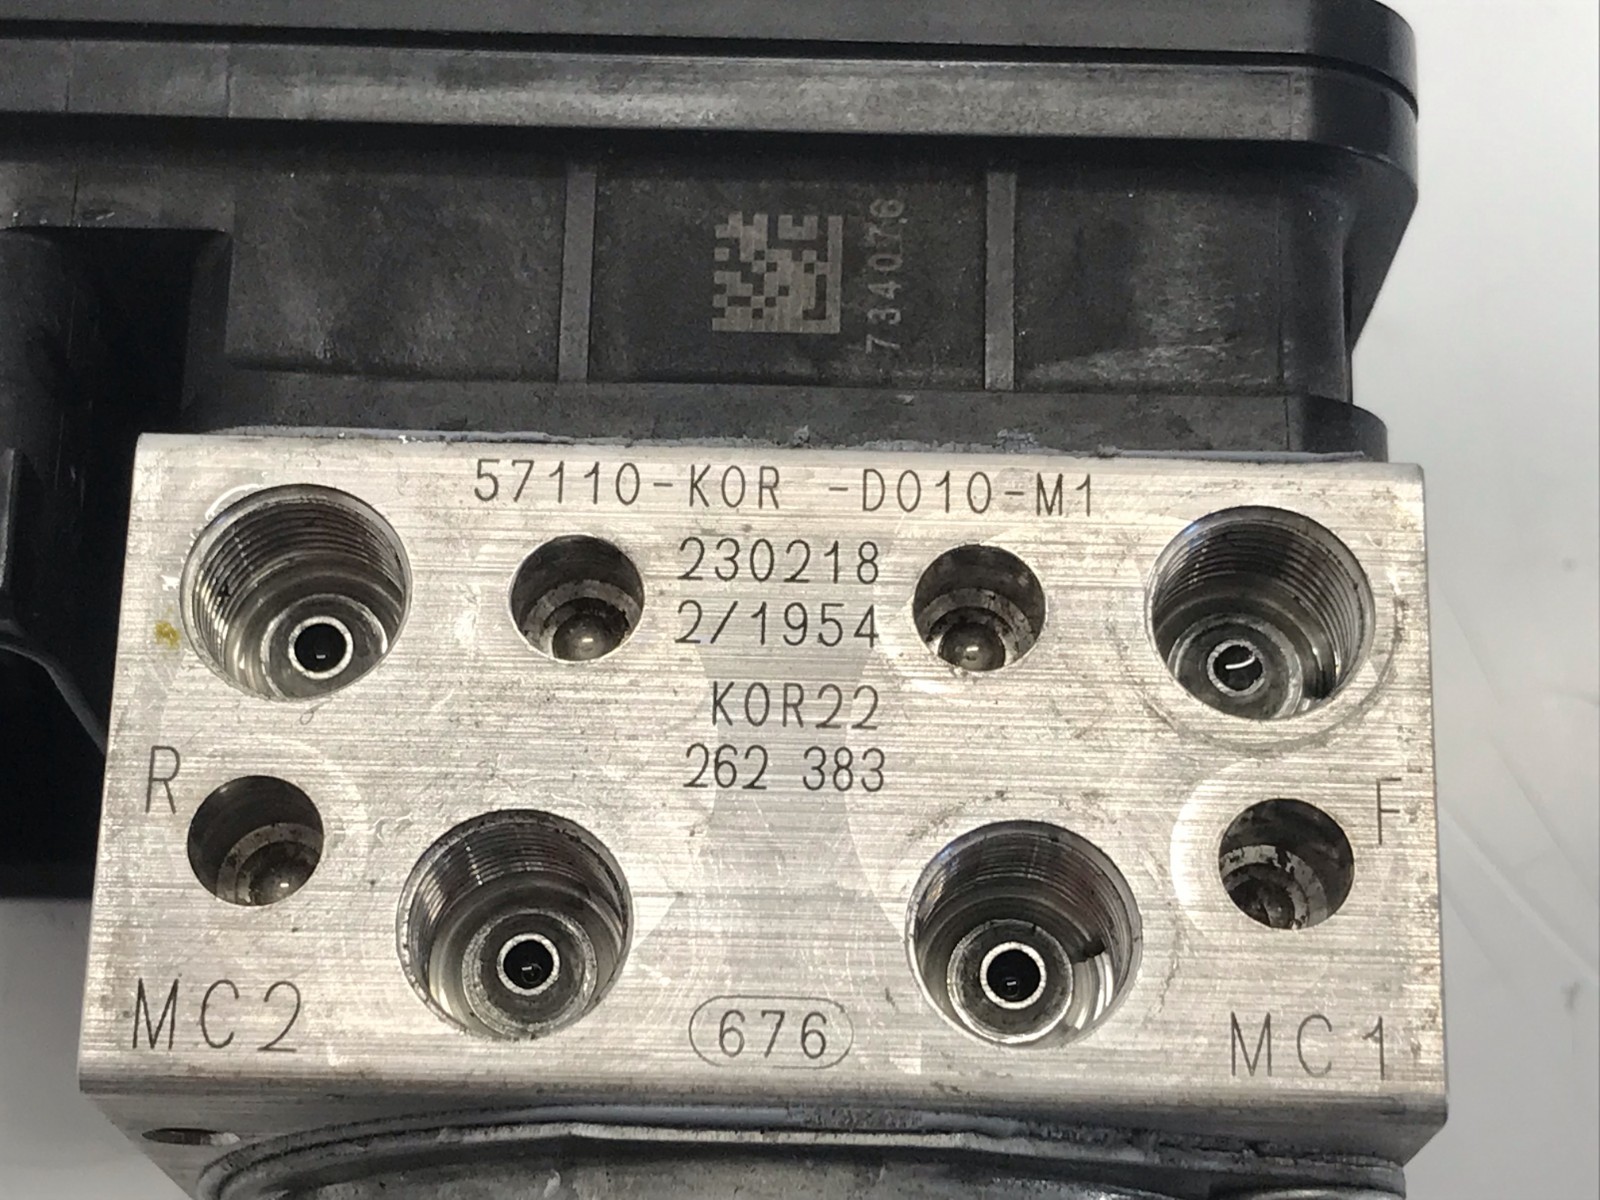 734076
57110-K0R -D010-M1
230218
2/1954
K0R22
262 383
R
F
MC2
676
MC1